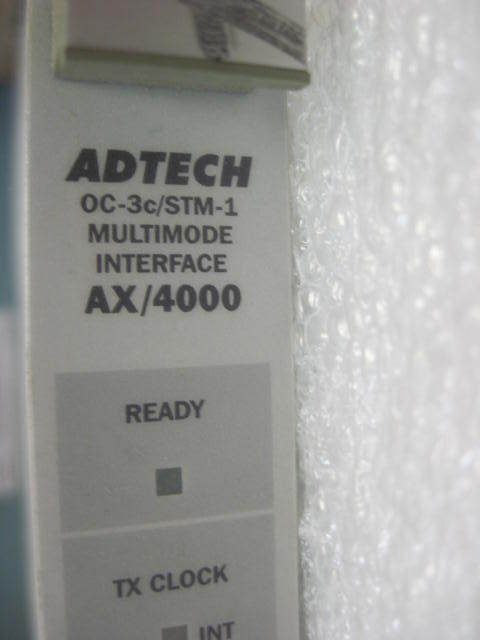 ADTECH
OC-3c/STM-1
MULTIMODE
INTERFACE
AX/4000
READY
TX CLOCK
INT